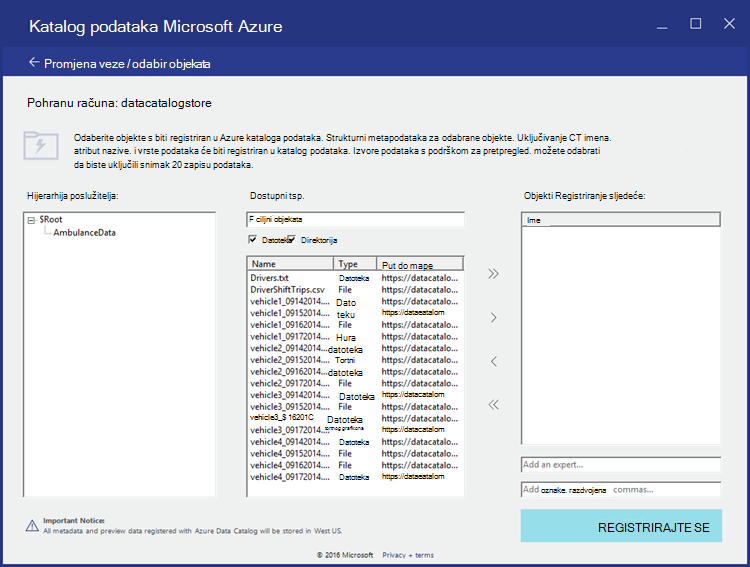 Katalog podataka Microsoft Azure
Promjena veze / odabir objekata
Pohranu računa: datacatalogstore
Odaberite objekte s biti registriran u Azure kataloga podataka. Strukturni metapodataka za odabrane objekte. Uključivanje CT imena.
atribut nazive. i vrste podataka će biti registriran u katalog podataka. Izvore podataka s podrškom za pretpregled. možete odabrati
da biste uključili snimak 20 zapisu podataka.
Hijerarhija poslužitelja:
$Root
AmbulanceData
Dostupni tsp.
F ciljni objekata
Datoteka Direktorija
Name Type Put do mape
Drivers.txt Datoteka https://datacatalo...
DriverShiftTrips.csv File https://datacatalo...
vehicle1_09142014.... Dato https://datacatalo...
vehicle1_09152014.... teku https://dataeatalom
vehicle1_09162014.... File https://datacatalo...
vehicle1_09172014.... Hura https://datacatalo...
vehicle2_09142014.... datoteka https://datacatalo...
vehicle2_09152014.... Tortni https://datacatalo...
vehicle2_09162014.... datoteka https://datacatalo...
vehicle2_09172014.... File https://datacatalo...
vehicle3_09142014.... Datoteka https://dataeatalom
vehicle3_09152014.... File https://datacatalo...
vehicle3_$ 16201C Datoteka https://datacatalo...
vehicle3_09172014.... https://dataeatalom
vehicle4_09142014.... Datoteka https://datacatalo...
vehicle4_09152014.... File https://datacatalo...
vehicle4_09162014.... File https://datacatalo...
vehicle4_09172014.... Datoteka https://dataeatalom
Objekti Registriranje sljedeće:
Ime
Add an expert...
Add oznake. razdvojena commas...
REGISTRIRAJTE SE
Important Notice:
All metadata and preview data registered with Azure Data Catalog will be stored in West US.
© 2016 Microsoft Privacy + terms